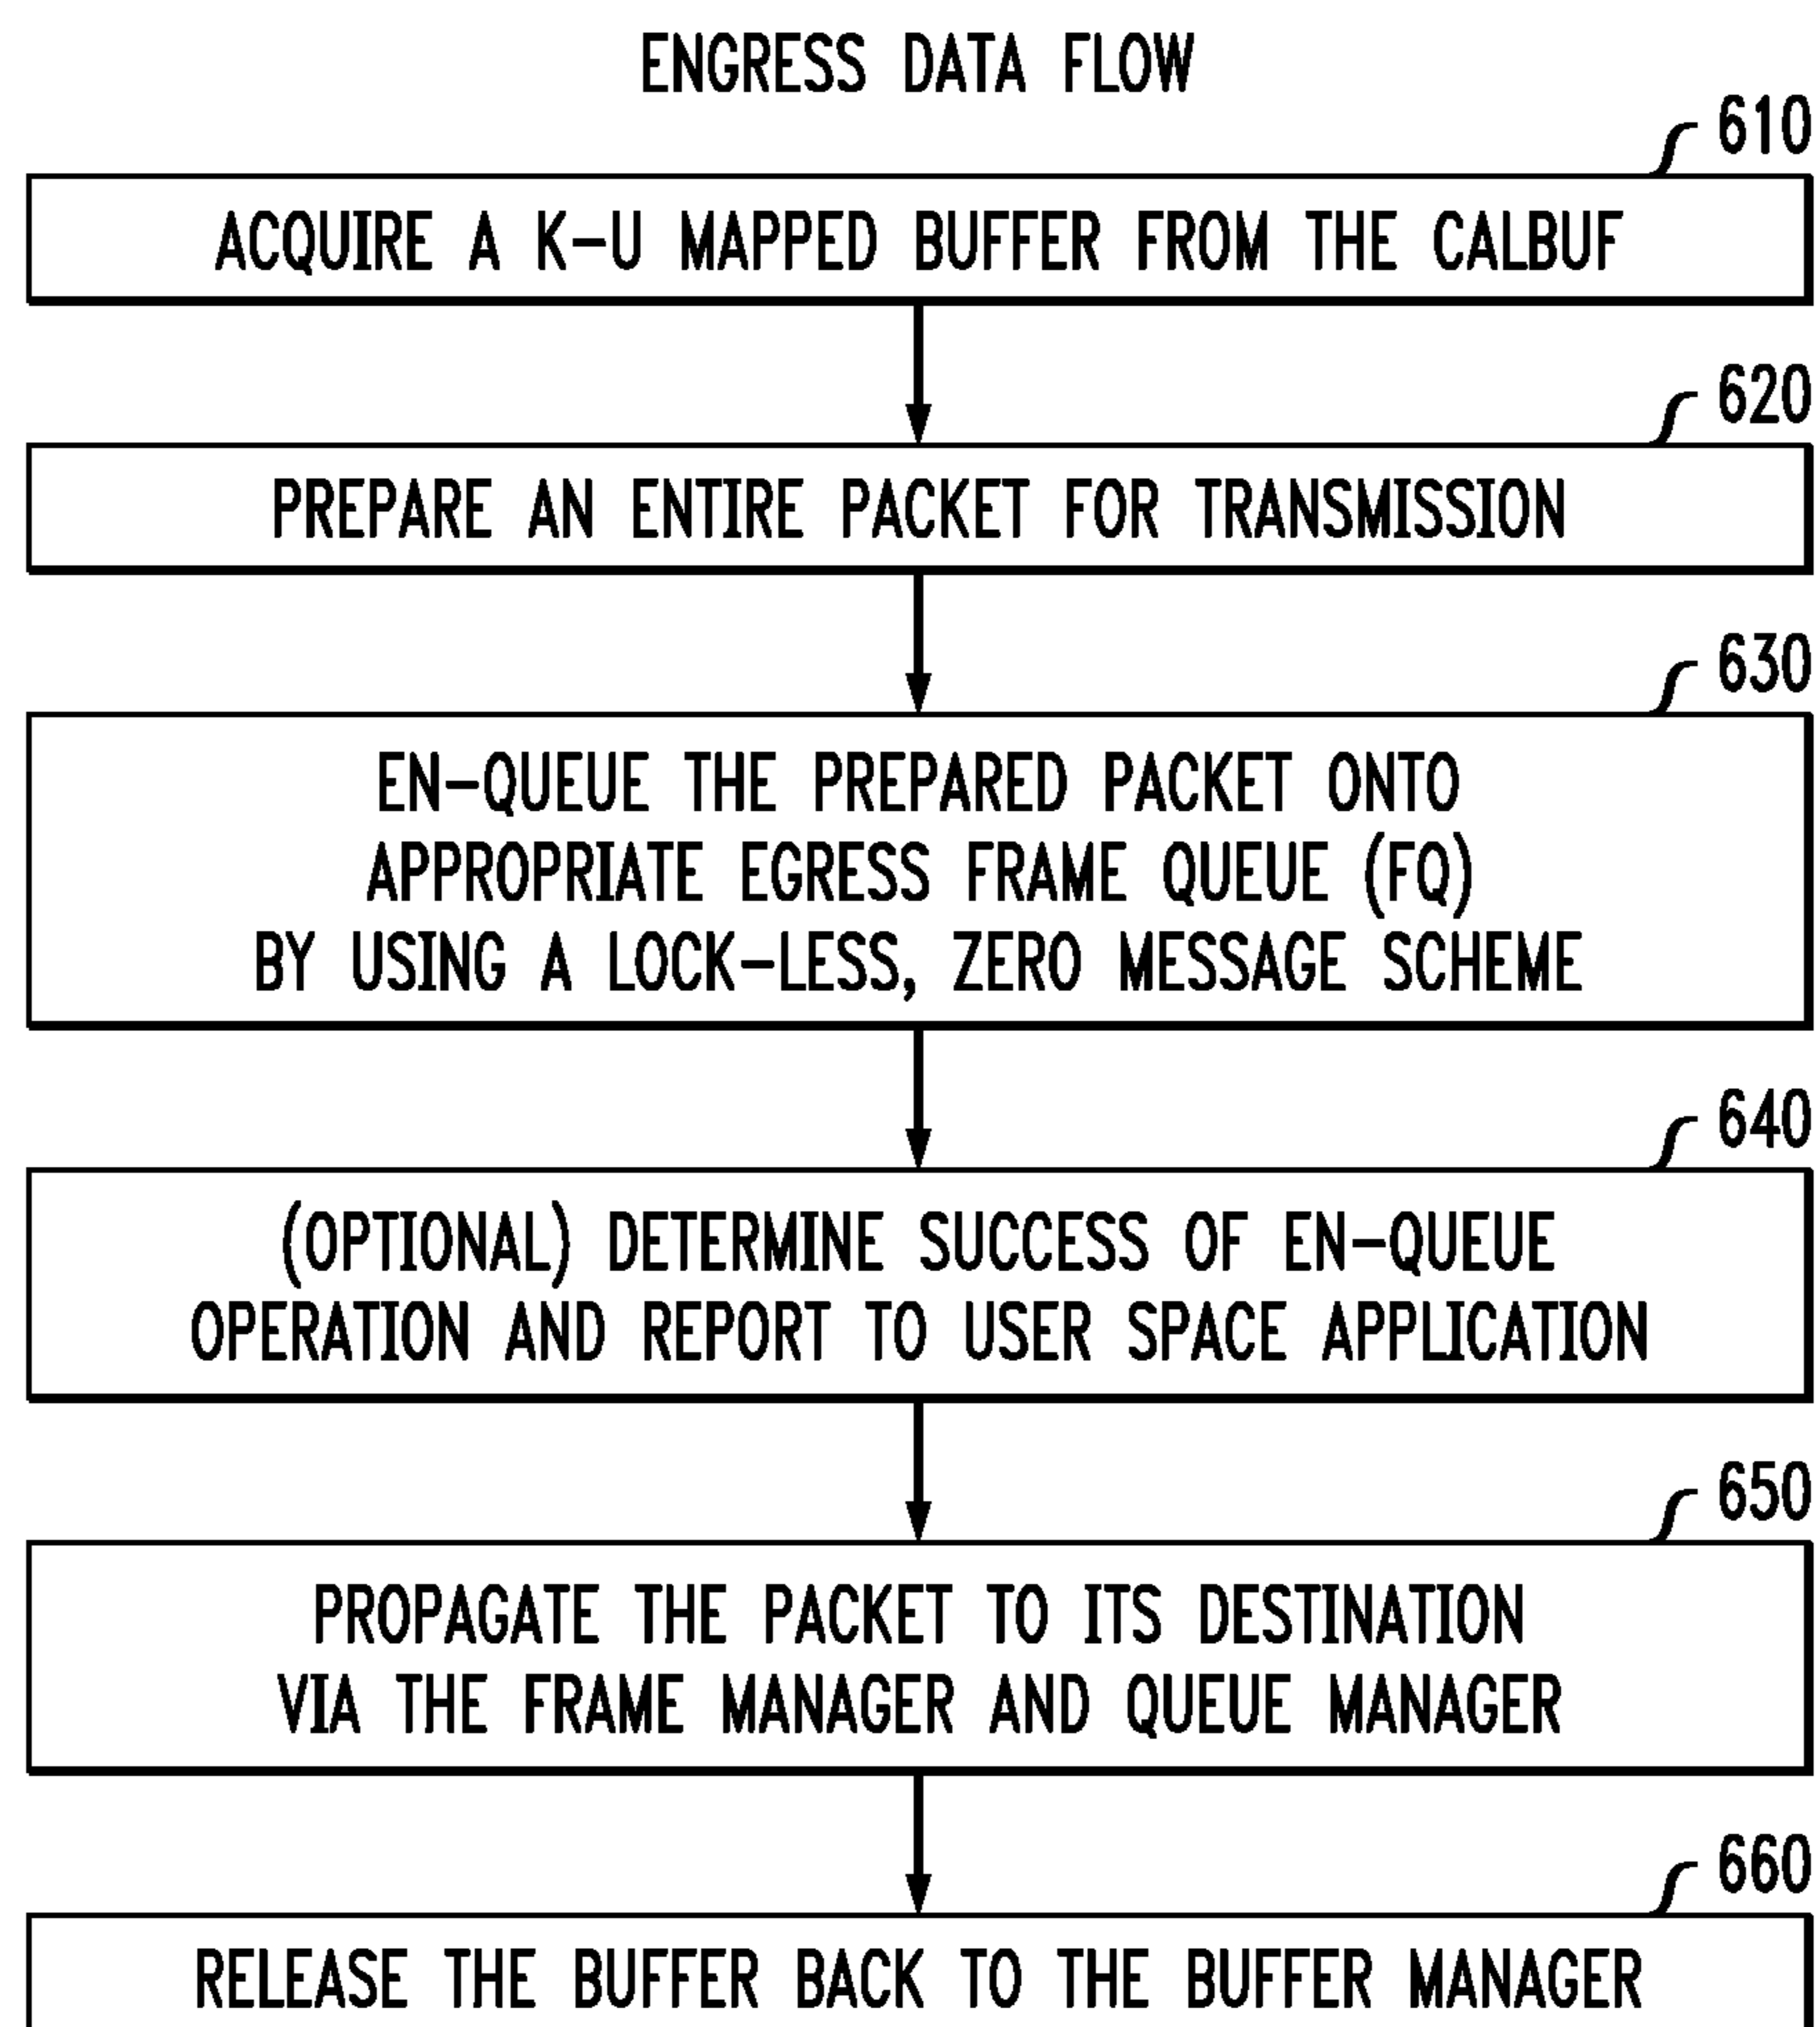 ENGRESS DATA FLOW
610
ACQUIRE A K-U MAPPED BUFFER FROM THE CALBUF
620
PREPARE AN ENTIRE PACKET FOR TRANSMISSION
630
EN-QUEUE THE PREPARED PACKET ONTO
APPROPRIATE EGRESS FRAME QUEUE (FQ)
BY USING A LOCK-LESS, ZERO MESSAGE SCHEME
640
(OPTIONAL) DETERMINE SUCCESS OF EN-QUEUE
OPERATION AND REPORT TO USER SPACE APPLICATION
650
PROPAGATE THE PACKET TO ITS DESTINATION
VIA THE FRAME MANAGER AND QUEUE MANAGER
660
RELEASE THE BUFFER BACK TO THE BUFFER MANAGER